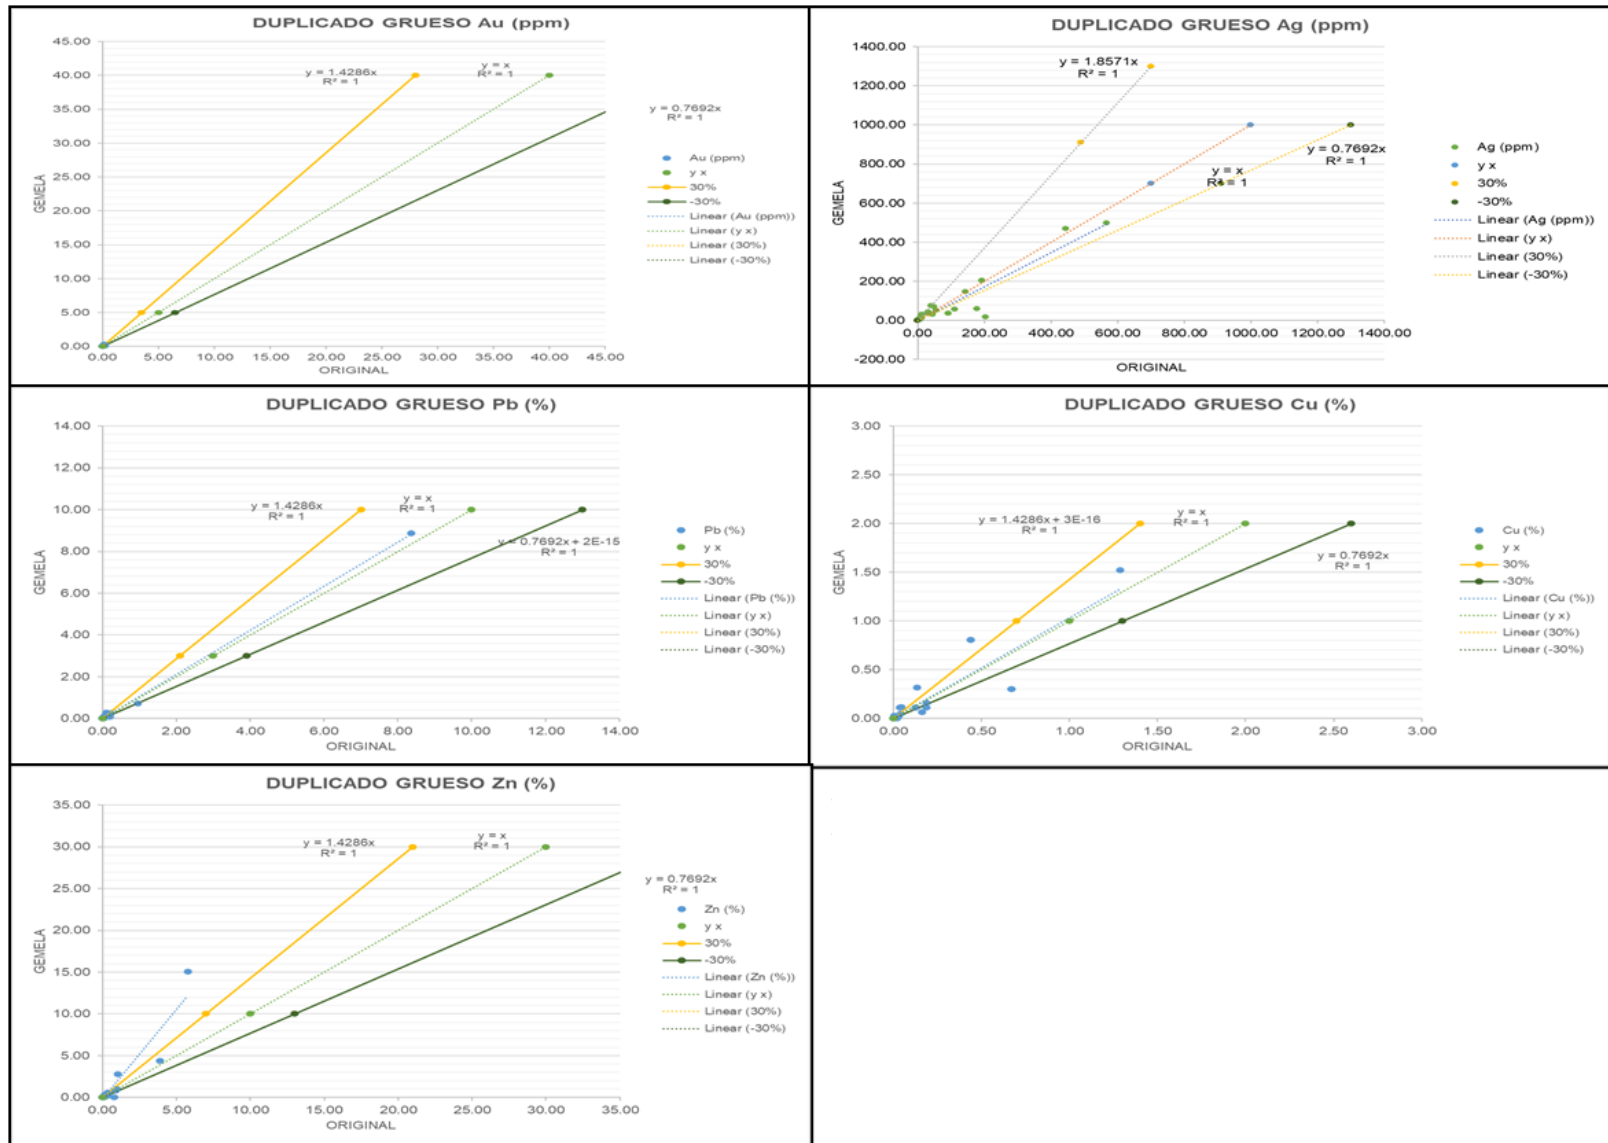 DUPLICADO GRUESO Au (ppm)
45.00
40.00
35.00
30.00
25.00
20.00
15.00
10.00
5.00
0.00
GEMELA
y = 1.4286x
R² = 1
y = x
R² = 1
y = 0.7692x
R² = 1
Au (ppm)
y x
30%
-30%
Linear (Au (ppm))
Linear (y x)
Linear (30%)
Linear (-30%)
0.00 5.00 10.00 15.00 20.00 25.00 30.00 35.00 40.00 45.00
ORIGINAL
DUPLICADO GRUESO Ag (ppm)
1400.00
1200.00
1000.00
800.00
600.00
400.00
200.00
0.00
-200.00
GEMELA
y = 1.8571x
R² = 1
y = 0.7692x
R² = 1
y = x
R² = 1
Ag (ppm)
y x
30%
-30%
Linear (Ag (ppm))
Linear (y x)
Linear (30%)
Linear (-30%)
0.00 200.00 400.00 600.00 800.00 1000.00 1200.00 1400.00
ORIGINAL
DUPLICADO GRUESO Pb (%)
14.00
12.00
10.00
8.00
6.00
4.00
2.00
0.00
GEMELA
y = 1.4286x
R² = 1
y = x
R² = 1
y = 0.7692x + 2E-15
R² = 1
Pb (%)
y x
30%
-30%
Linear (Pb (%))
Linear (y x)
Linear (30%)
Linear (-30%)
0.00 2.00 4.00 6.00 8.00 10.00 12.00 14.00
ORIGINAL
DUPLICADO GRUESO Cu (%)
3.00
2.50
2.00
1.50
1.00
0.50
0.00
GEMELA
y = 1.4286x + 3E-16
R² = 1
y = x
R² = 1
y = 0.7692x
R² = 1
Cu (%)
y x
30%
-30%
Linear (Cu (%))
Linear (y x)
Linear (30%)
Linear (-30%)
0.00 0.50 1.00 1.50 2.00 2.50 3.00
ORIGINAL
DUPLICADO GRUESO Zn (%)
35.00
30.00
25.00
20.00
15.00
10.00
5.00
0.00
GEMELA
y = 1.4286x
R² = 1
y = x
R² = 1
y = 0.7692x
R² = 1
Zn (%)
y x
30%
-30%
Linear (Zn (%))
Linear (y x)
Linear (30%)
Linear (-30%)
0.00 5.00 10.00 15.00 20.00 25.00 30.00 35.00
ORIGINAL